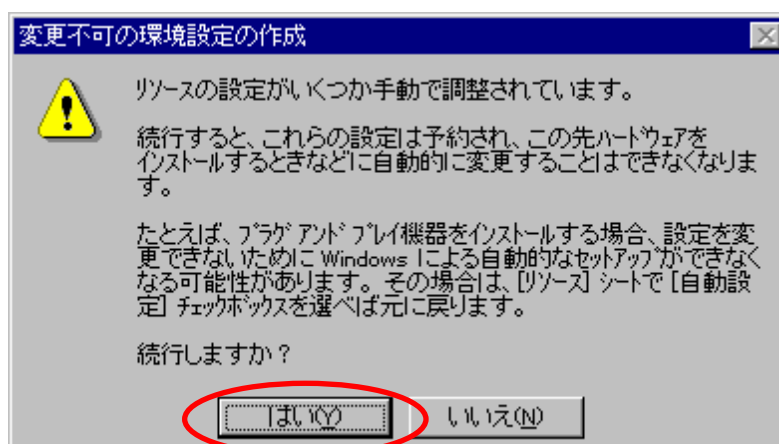 変更不可の環境設定の作成
ﾘｿｰｽの設定がいくつか手動で調整されています。
続行すると、これらの設定は予約され、この先ﾊｰﾄﾞｳｪｱを
ｲﾝｽﾄｰﾙするときなどに自動的に変更することはできなくなりま
す。
たとえば、ﾌﾟﾗｸﾞ ｱﾝﾄﾞ ﾌﾟﾚｲ機器をｲﾝｽﾄｰﾙする場合、設定を変
更できないために Windows による自動的なｾｯﾄｱｯﾌﾟができなく
なる可能性があります。その場合は、[ﾘｿｰｽ] ｼｰﾄで [自動設
定] ﾁｪｯｸﾎﾞｯｸｽを選べば元に戻ります。
続行しますか？
はい(Y) いいえ(N)